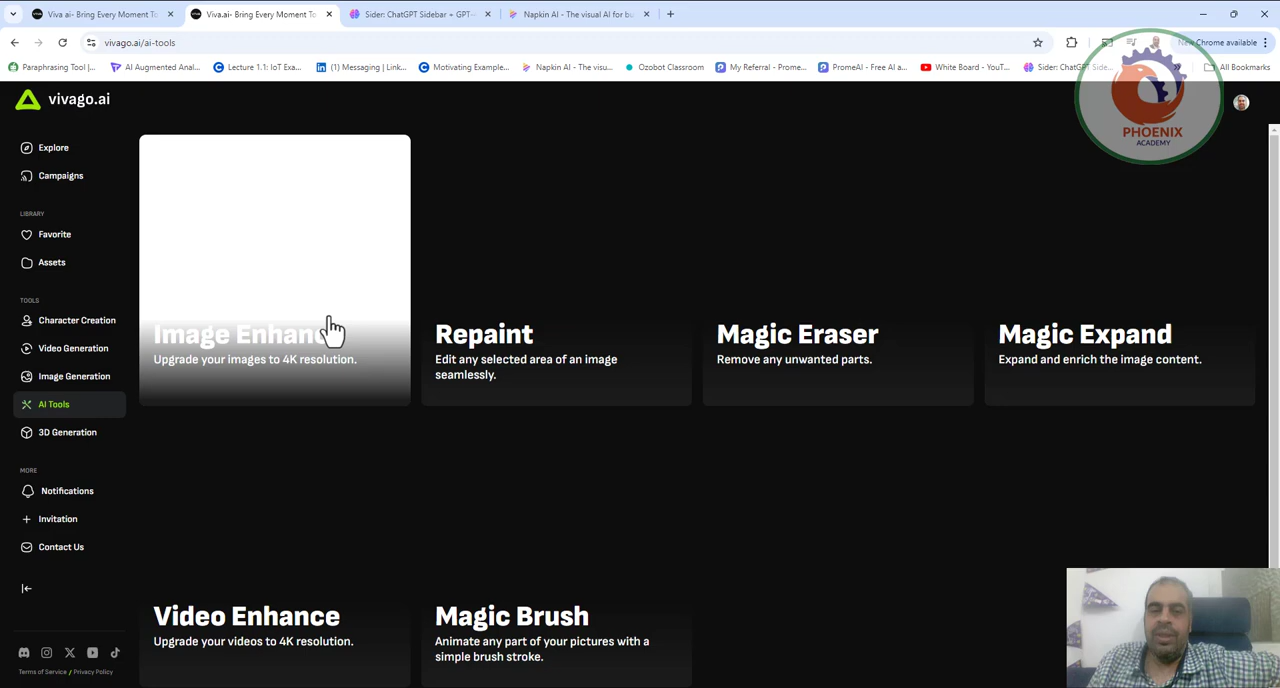 Viva ai- Bring Every Moment To
Viva.ai- Bring Every Moment To
Sider: ChatGPT Sidebar + GPT-
Napkin AI - The visual AI for bu
vivago.ai/ai-tools
New Chrome available
Paraphrasing Tool |...
AI Augmented Anal...
Lecture 1.1: IoT Exa...
(1) Messaging | Link...
Motivation Example...
Napkin AI - The visu...
Ozobot Classroom
My Referral - Prome...
PromeAI - Free AI a...
White Board - YouT...
Sider: ChatGPT Side...
All Bookmarks
PHOENIX
ACADEMY
vivago.ai
Explore
Campaigns
LIBRARY
Favorite
Assets
TOOLS
Character Creation
Video Generation
Image Generation
AI Tools
3D Generation
MORE
Notifications
Invitation
Contact Us
Terms of Service / Privacy Policy
Image Enhance
Upgrade your images to 4K resolution.
Repaint
Edit any selected area of an image
seamlessly.
Magic Eraser
Remove any unwanted parts.
Magic Expand
Expand and enrich the image content.
Video Enhance
Upgrade your videos to 4K resolution.
Magic Brush
Animate any part of your pictures with a
simple brush stroke.